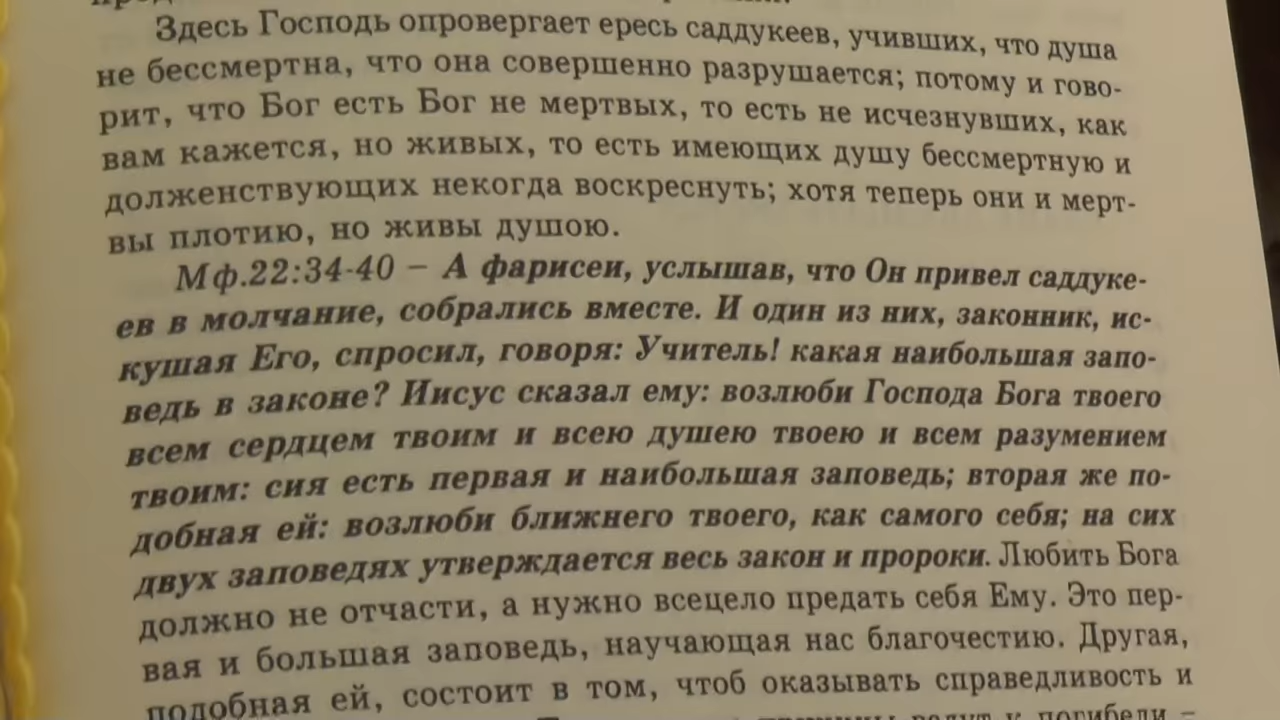 Здесь Господь опровергает ересь саддукеев, учивших, что душа
не бессмертна, что она совершенно разрушается; потому и гово-
рит, что Бог есть Бог не мертвых, то есть не исчезнувших, как
вам кажется, но живых, то есть имеющих душу бессмертную и
долженствующих некогда воскреснуть; хотя теперь они и мерт-
вы плотию, но живы душою.
Мф.22:34-40 – А фарисеи, услышав, что Он привел саддуке-
ев в молчание, собрались вместе. И один из них, законник, ис-
кушая Его, спросил, говоря: Учитель! какая наибольшая запо-
ведь в законе? Иисус сказал ему: возлюби Господа Бога твоего
всем сердцем твоим и всею душею твоею и всем разумением
твоим: сия есть первая и наибольшая заповедь; вторая же по-
добная ей: возлюби ближнего твоего, как самого себя; на сих
двух заповедях утверждается весь закон и пророки. Любить Бога
должно не отчасти, а нужно всецело предать себя Ему. Это пер-
вая и большая заповедь, научающая нас благочестию. Другая,
подобная ей, состоит в том, чтоб оказывать справедливость и
ведут к погибели –